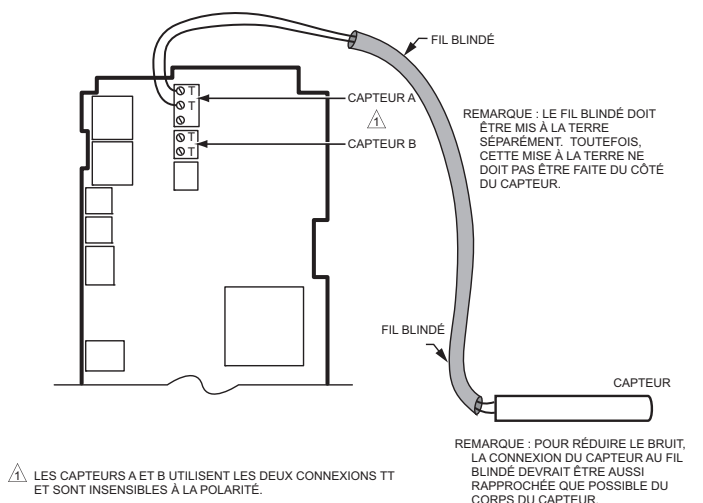 FIL BLINDÉ
T
T
CAPTEUR A
1
T
T
CAPTEUR B
REMARQUE : LE FIL BLINDÉ DOIT
ÊTRE MIS À LA TERRE
SÉPARÉMENT. TOUTEFOIS,
CETTE MISE À LA TERRE NE
DOIT PAS ÊTRE FAITE DU CÔTÉ
DU CAPTEUR.
FIL BLINDÉ
CAPTEUR
REMARQUE : POUR RÉDUIRE LE BRUIT,
LA CONNEXION DU CAPTEUR AU FIL
BLINDÉ DEVRAIT ÊTRE AUSSI
RAPPROCHÉE QUE POSSIBLE DU
CORPS DU CAPTEUR.
1 LES CAPTEURS A ET B UTILISENT LES DEUX CONNEXIONS TT
ET SONT INSENSIBLES À LA POLARITÉ.